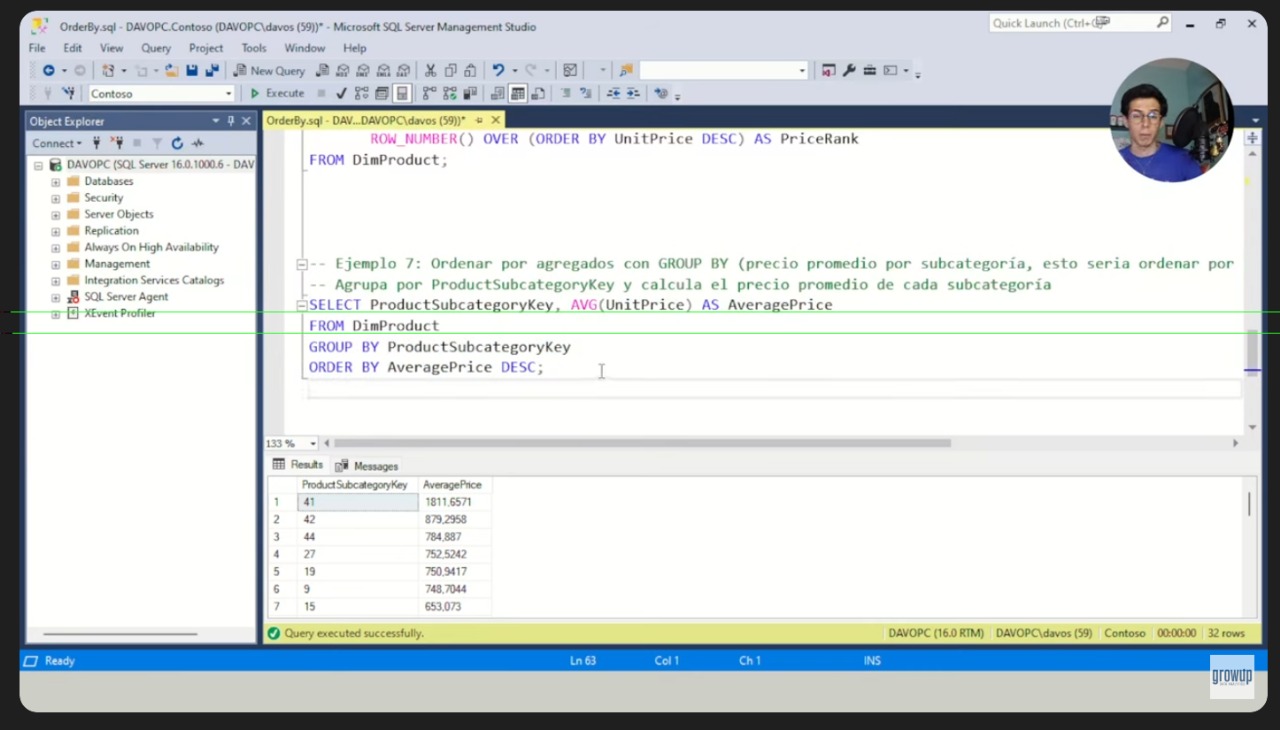 OrderBy.sql - DAVOPC.Contoso (DAVOPC\davos (59))* - Microsoft SQL Server Management Studio
Quick Launch (Ctrl+Q)
File Edit View Query Project Tools Window Help
New Query
Contoso
Execute
Object Explorer
OrderBy.sql - DAV...DAVOPC\davos (59))*
Connect
DAVOPC (SQL Server 16.0.1000.6 - DAV
Databases
Security
Server Objects
Replication
Always On High Availability
Management
Integration Services Catalogs
SQL Server Agent
XEvent Profiler
ROW_NUMBER() OVER (ORDER BY UnitPrice DESC) AS PriceRank
FROM DimProduct;
-- Ejemplo 7: Ordenar por agregados con GROUP BY (precio promedio por subcategoría, esto seria ordenar por
-- Agrupa por ProductSubcategoryKey y calcula el precio promedio de cada subcategoría
SELECT ProductSubcategoryKey, AVG(UnitPrice) AS AveragePrice
FROM DimProduct
GROUP BY ProductSubcategoryKey
ORDER BY AveragePrice DESC;
133 %
Results Messages
ProductSubcategoryKey AveragePrice
1 41 1811,6571
2 42 879,2958
3 44 784,887
4 27 752,5242
5 19 750,9417
6 9 748,7044
7 15 653,073
Query executed successfully.
DAVOPC (16.0 RTM) DAVOPC\davos (59) Contoso 00:00:00 32 rows
Ready Ln 63 Col 1 Ch 1 INS
growup